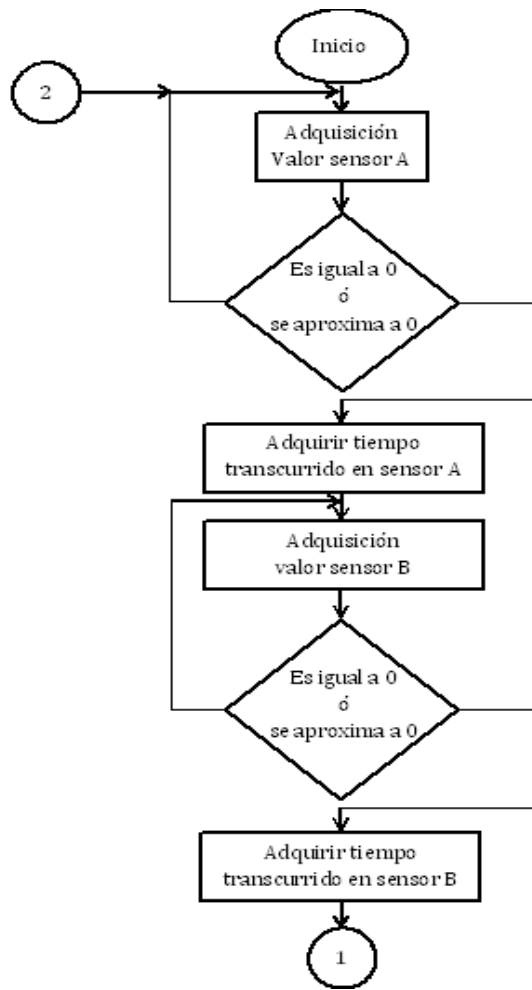 Inicio
2
Adquisición
Valor sensor A
Es igual a 0
ó
se aproxima a 0
Adquirir tiempo
transcurrido en sensor A
Adquisición
valor sensor B
Es igual a 0
ó
se aproxima a 0
Adquirir tiempo
transcurrido en sensor B
1